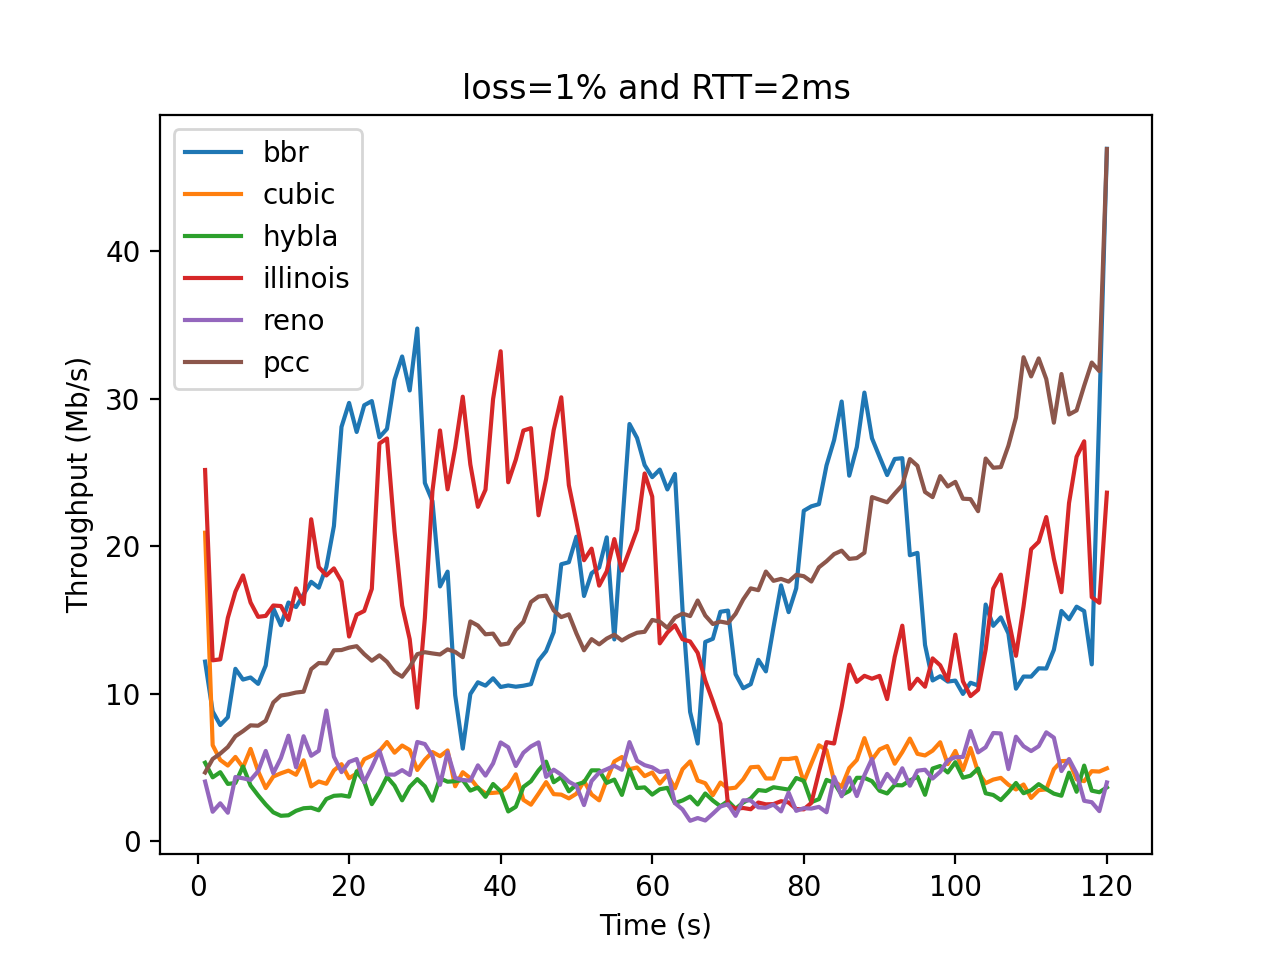 loss=1% and RTT=2ms
bbr
cubic
hybla
illinois
reno
pcc
Throughput (Mb/s)
40
30
20
10
0
0 20 40 60 80 100 120
Time (s)